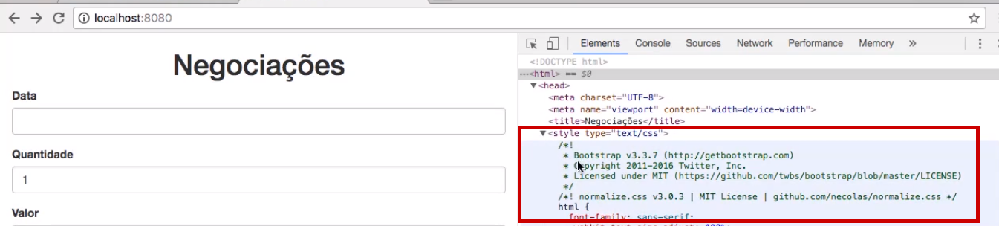 localhost:8080
Negociações
Data
Quantidade
1
Valor
Elements Console Sources Network Performance Memory »
<!DOCTYPE html>
···<html> == $0
▼<head>
<meta charset="UTF-8">
<meta name="viewport" content="width=device-width">
<title>Negociações</title>
▼<style type="text/css">
/*!
* Bootstrap v3.3.7 (http://getbootstrap.com)
* Copyright 2011-2016 Twitter, Inc.
* Licensed under MIT (https://github.com/twbs/bootstrap/blob/master/LICENSE)
*/
/*! normalize.css v3.0.3 | MIT License | github.com/necolas/normalize.css */
html {
font-family: sans-serif;